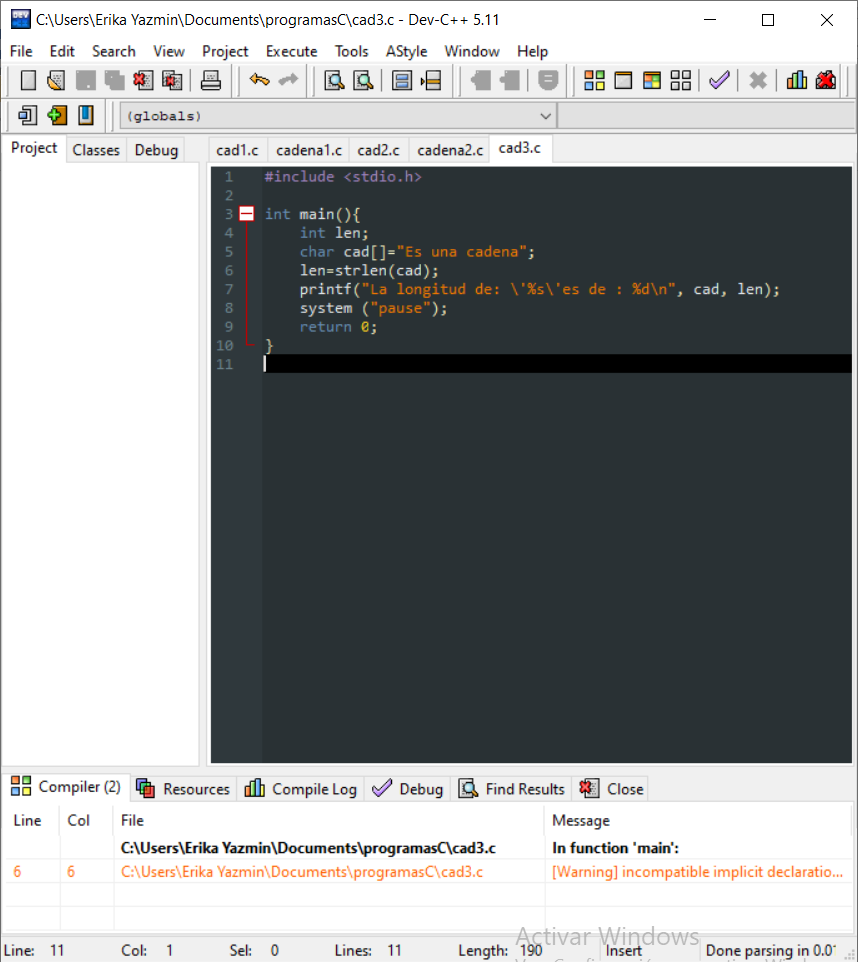 C:\Users\Erika Yazmin\Documents\programasC\cad3.c - Dev-C++ 5.11
File Edit Search View Project Execute Tools AStyle Window Help
(globals)
Project Classes Debug cad1.c cadena1.c cad2.c cadena2.c cad3.c
1 #include <stdio.h>
2
3 int main(){
4 int len;
5 char cad[]="Es una cadena";
6 len=strlen(cad);
7 printf("La longitud de: \'%s\'es de : %d\n", cad, len);
8 system ("pause");
9 return 0;
10 }
11
Compiler (2) Resources Compile Log Debug Find Results Close
Line Col File Message
C:\Users\Erika Yazmin\Documents\programasC\cad3.c In function 'main':
6 6 C:\Users\Erika Yazmin\Documents\programasC\cad3.c [Warning] incompatible implicit declaratio...
Activar Windows
Line: 11 Col: 1 Sel: 0 Lines: 11 Length: 190 Insert Done parsing in 0.0